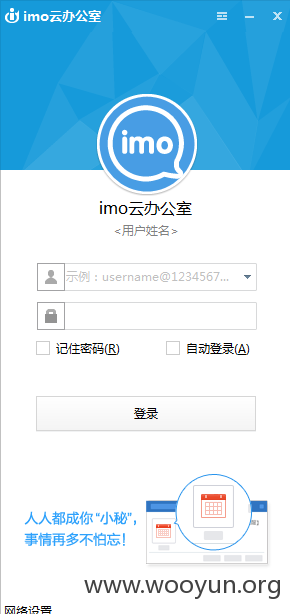 imo云办公室
imo
imo云办公室
<用户姓名>
示例：username@1234567...
记住密码(R)
自动登录(A)
登录
人人都成你“小秘”，
事情再多不怕忘！
www.wooyun.org
网络设置